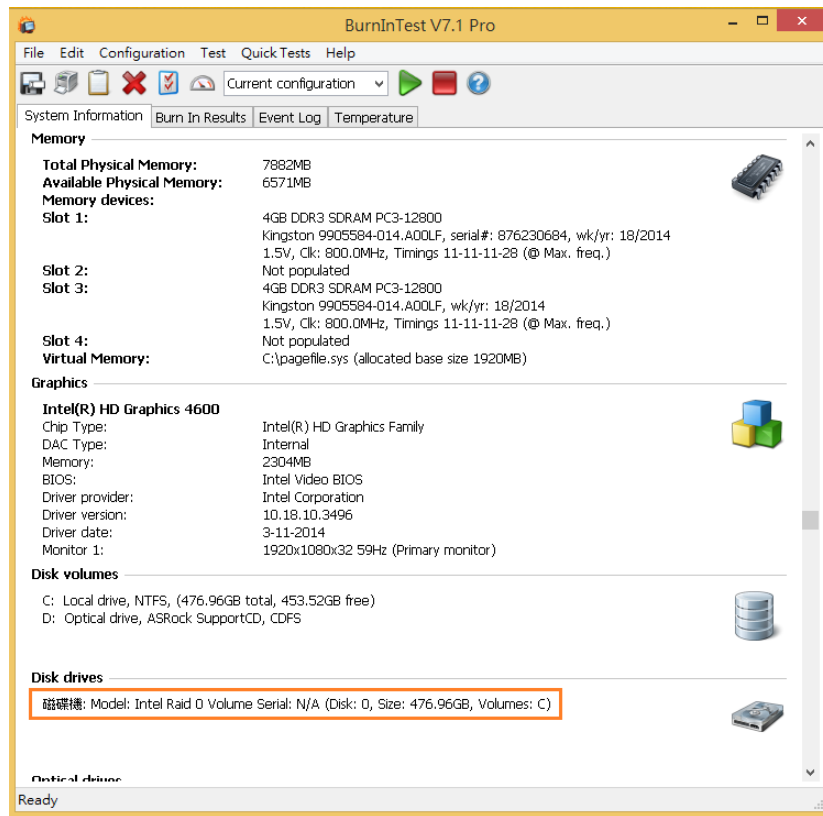 BurnInTest V7.1 Pro
File Edit Configuration Test Quick Tests Help
Current configuration
System Information Burn In Results Event Log Temperature
Memory
Total Physical Memory: 7882MB
Available Physical Memory: 6571MB
Memory devices:
Slot 1: 4GB DDR3 SDRAM PC3-12800
Kingston 9905584-014.A00LF, serial#: 876230684, wk/yr: 18/2014
1.5V, Clk: 800.0MHz, Timings 11-11-11-28 (@ Max. freq.)
Slot 2: Not populated
Slot 3: 4GB DDR3 SDRAM PC3-12800
Kingston 9905584-014.A00LF, wk/yr: 18/2014
1.5V, Clk: 800.0MHz, Timings 11-11-11-28 (@ Max. freq.)
Slot 4: Not populated
Virtual Memory: C:\pagefile.sys (allocated base size 1920MB)
Graphics
Intel(R) HD Graphics 4600
Chip Type: Intel(R) HD Graphics Family
DAC Type: Internal
Memory: 2304MB
BIOS: Intel Video BIOS
Driver provider: Intel Corporation
Driver version: 10.18.10.3496
Driver date: 3-11-2014
Monitor 1: 1920x1080x32 59Hz (Primary monitor)
Disk volumes
C: Local drive, NTFS, (476.96GB total, 453.52GB free)
D: Optical drive, ASRock SupportCD, CDFS
Disk drives
磁碟機: Model: Intel Raid 0 Volume Serial: N/A (Disk: 0, Size: 476.96GB, Volumes: C)
Optical drives
Ready